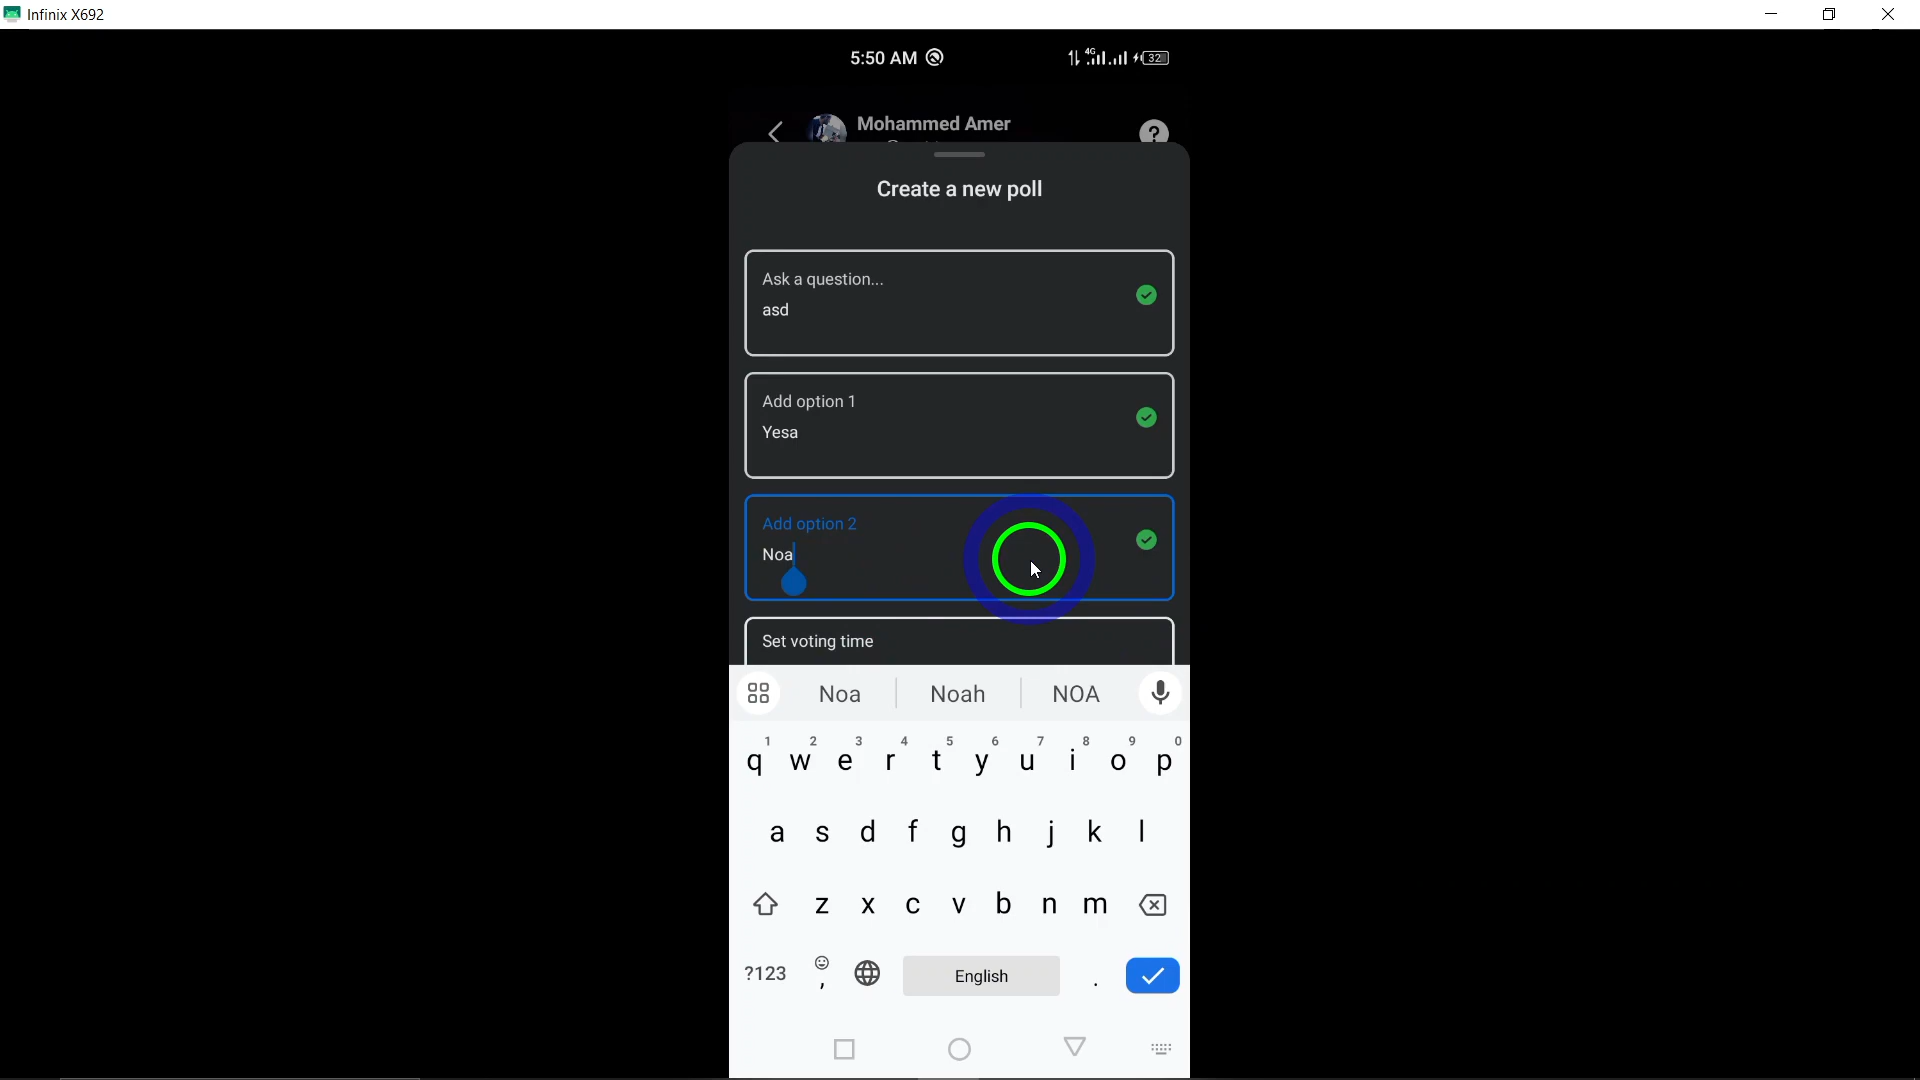 Infinix X692
5:50 AM
4G
32
Mohammed Amer
?
Create a new poll
Ask a question...
asd
Add option 1
Yesa
Add option 2
Noa
Set voting time
Noa Noah NOA
1 2 3 4 5 6 7 8 9 0
q w e r t y u i o p
a s d f g h j k l
z x c v b n m
?123 , English .